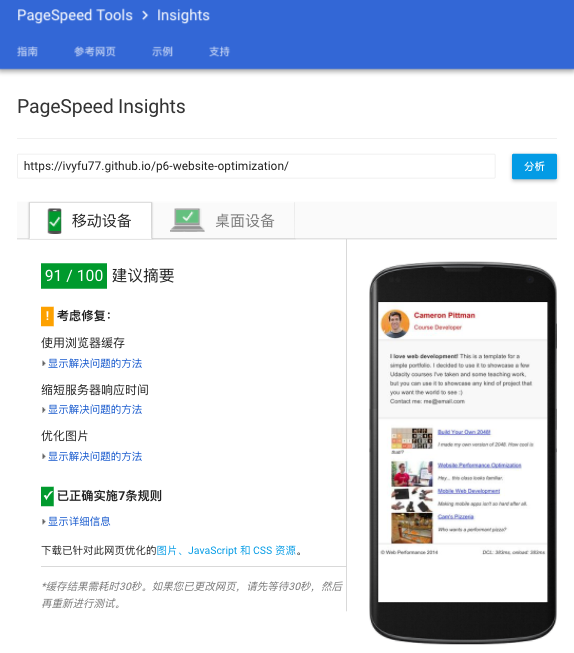 PageSpeed Tools > Insights
指南 参考网页 示例 支持
PageSpeed Insights
https://ivyfu77.github.io/p6-website-optimization/ 分析
移动设备 桌面设备
91 / 100 建议摘要
! 考虑修复：
使用浏览器缓存
显示解决问题的方法
缩短服务器响应时间
显示解决问题的方法
优化图片
显示解决问题的方法
已正确实施7条规则
显示详细信息
下载已针对此网页优化的图片、JavaScript 和 CSS 资源。
*缓存结果需耗时30秒。如果您已更改网页，请先等待30秒，然后
再重新进行测试。
Cameron Pittman
Course Developer
I love web development! This is a template for a
simple portfolio. I decided to use it to showcase a few
Udacity courses I've taken and some teaching work,
but you can use it to showcase any kind of project that
you want the world to see :)
Contact me: me@email.com
Build Your Own 2048!
I made my own version of 2048. How cool is
that?
Website Performance Optimization
Hey... this class looks familiar.
Mobile Web Development
Making mobile apps isn't so hard after all.
Cam's Pizzeria
Who wants a performant pizza?
© Web Performance 2014 DCL: 383ms, onload: 383ms